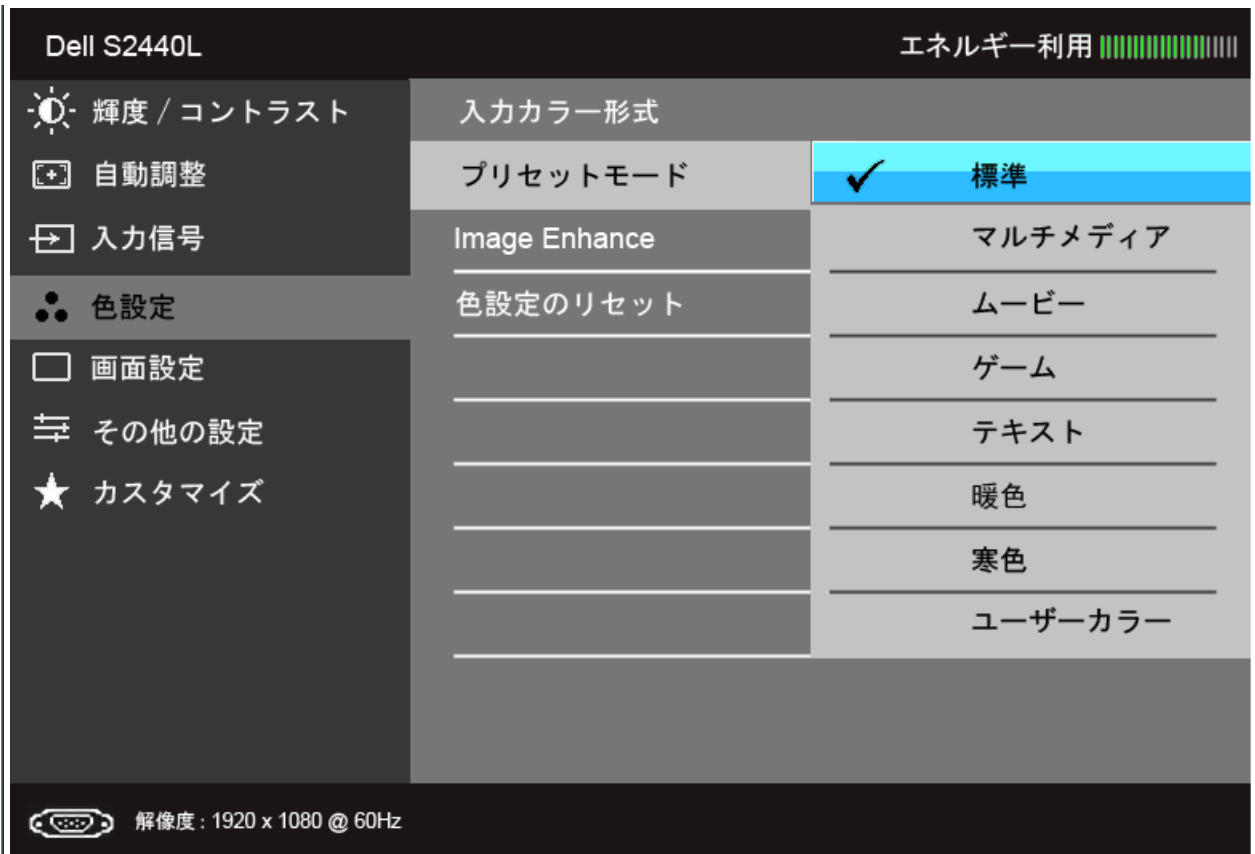 Dell S2440L
エネルギー利用
輝度 / コントラスト
自動調整
入力信号
色設定
画面設定
その他の設定
カスタマイズ
入力カラー形式
プリセットモード
Image Enhance
色設定のリセット
標準
マルチメディア
ムービー
ゲーム
テキスト
暖色
寒色
ユーザーカラー
解像度 : 1920 x 1080 @ 60Hz